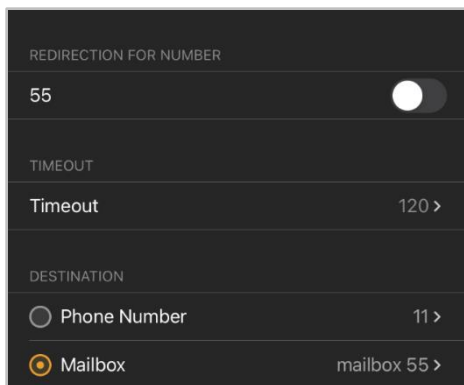 REDIRECTION FOR NUMBER
55
TIMEOUT
Timeout 120 >
DESTINATION
Phone Number 11 >
Mailbox mailbox 55 >